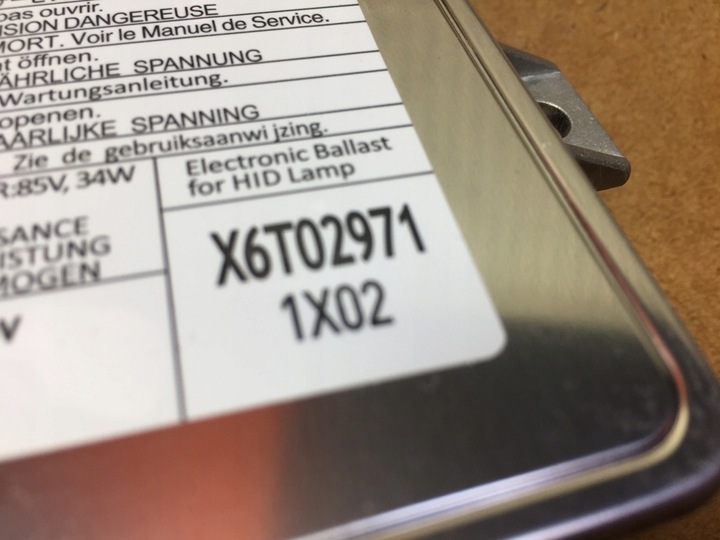 pas ouvrir.
SION DANGEREUSE
MORT. Voir le Manuel de Service.
öffnen.
ÄHRLICHE SPANNUNG
Wartungsanleitung.
openen.
AARLIJKE SPANNING
Zie de gebruiksaanwi jzing.
R:85V, 34W
Electronic Ballast
for HID Lamp
SANCE
ISTUNG
MOGEN
X6T02971
1X02
V